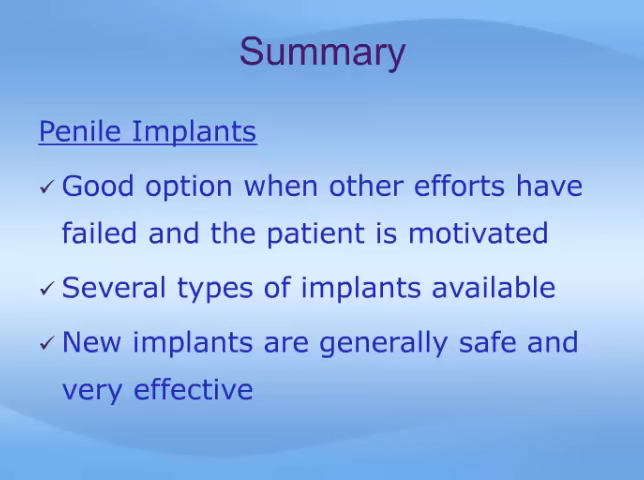 Summary
Penile Implants
✓ Good option when other efforts have
failed and the patient is motivated
✓ Several types of implants available
✓ New implants are generally safe and
very effective